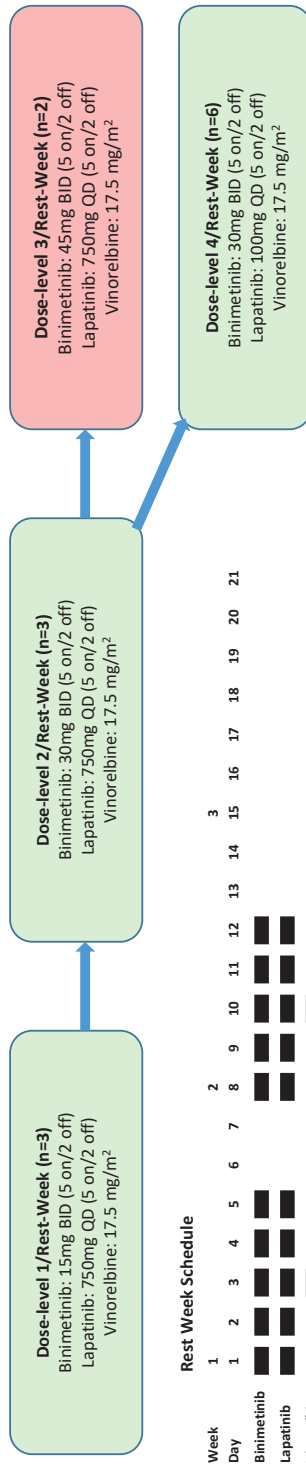 Dose-level 1/Rest-Week (n=3)
Binimetinib: 15mg BID (5 on/2 off)
Lapatinib: 750mg QD (5 on/2 off)
Vinorelbine: 17.5 mg/m²
Dose-level 2/Rest-Week (n=3)
Binimetinib: 30mg BID (5 on/2 off)
Lapatinib: 750mg QD (5 on/2 off)
Vinorelbine: 17.5 mg/m²
Dose-level 3/Rest-Week (n=2)
Binimetinib: 45mg BID (5 on/2 off)
Lapatinib: 750mg QD (5 on/2 off)
Vinorelbine: 17.5 mg/m²
Dose-level 4/Rest-Week (n=6)
Binimetinib: 30mg BID (5 on/2 off)
Lapatinib: 100mg QD (5 on/2 off)
Vinorelbine: 17.5 mg/m²
Rest Week Schedule
Week 1 2 3
Day 1 2 3 4 5 6 7 8 9 10 11 12 13 14 15 16 17 18 19 20 21
Binimetinib
Lapatinib